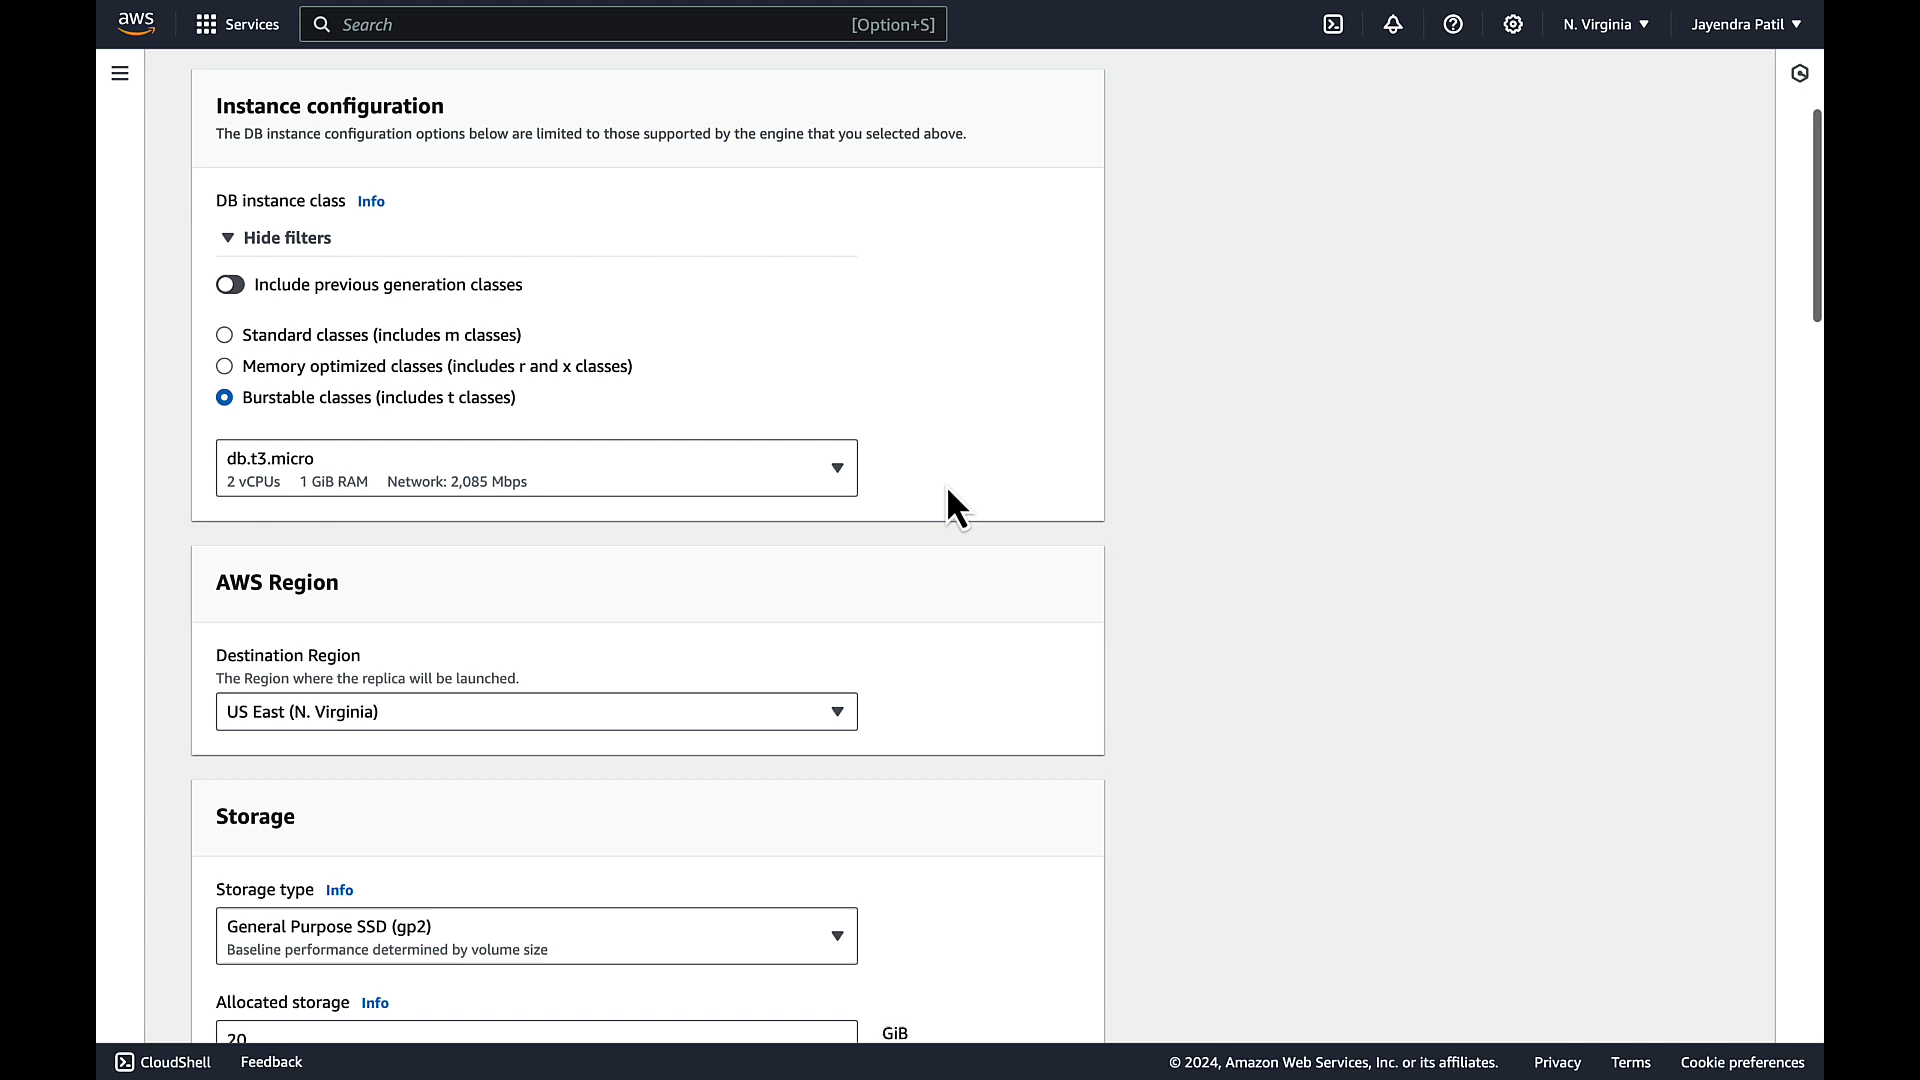 aws
Services
Search
[Option+S]
N. Virginia
Jayendra Patil
Instance configuration
The DB instance configuration options below are limited to those supported by the engine that you selected above.
DB instance class Info
Hide filters
Include previous generation classes
Standard classes (includes m classes)
Memory optimized classes (includes r and x classes)
Burstable classes (includes t classes)
db.t3.micro
2 vCPUs 1 GiB RAM Network: 2,085 Mbps
AWS Region
Destination Region
The Region where the replica will be launched.
US East (N. Virginia)
Storage
Storage type Info
General Purpose SSD (gp2)
Baseline performance determined by volume size
Allocated storage Info
20
GiB
CloudShell
Feedback
© 2024, Amazon Web Services, Inc. or its affiliates.
Privacy
Terms
Cookie preferences